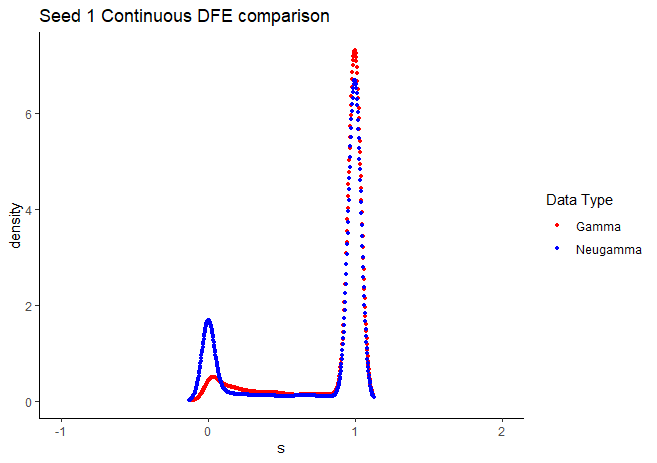 Seed 1 Continuous DFE comparison
density
6
4
2
0
-1
0
1
2
s
Data Type
Gamma
Neugamma